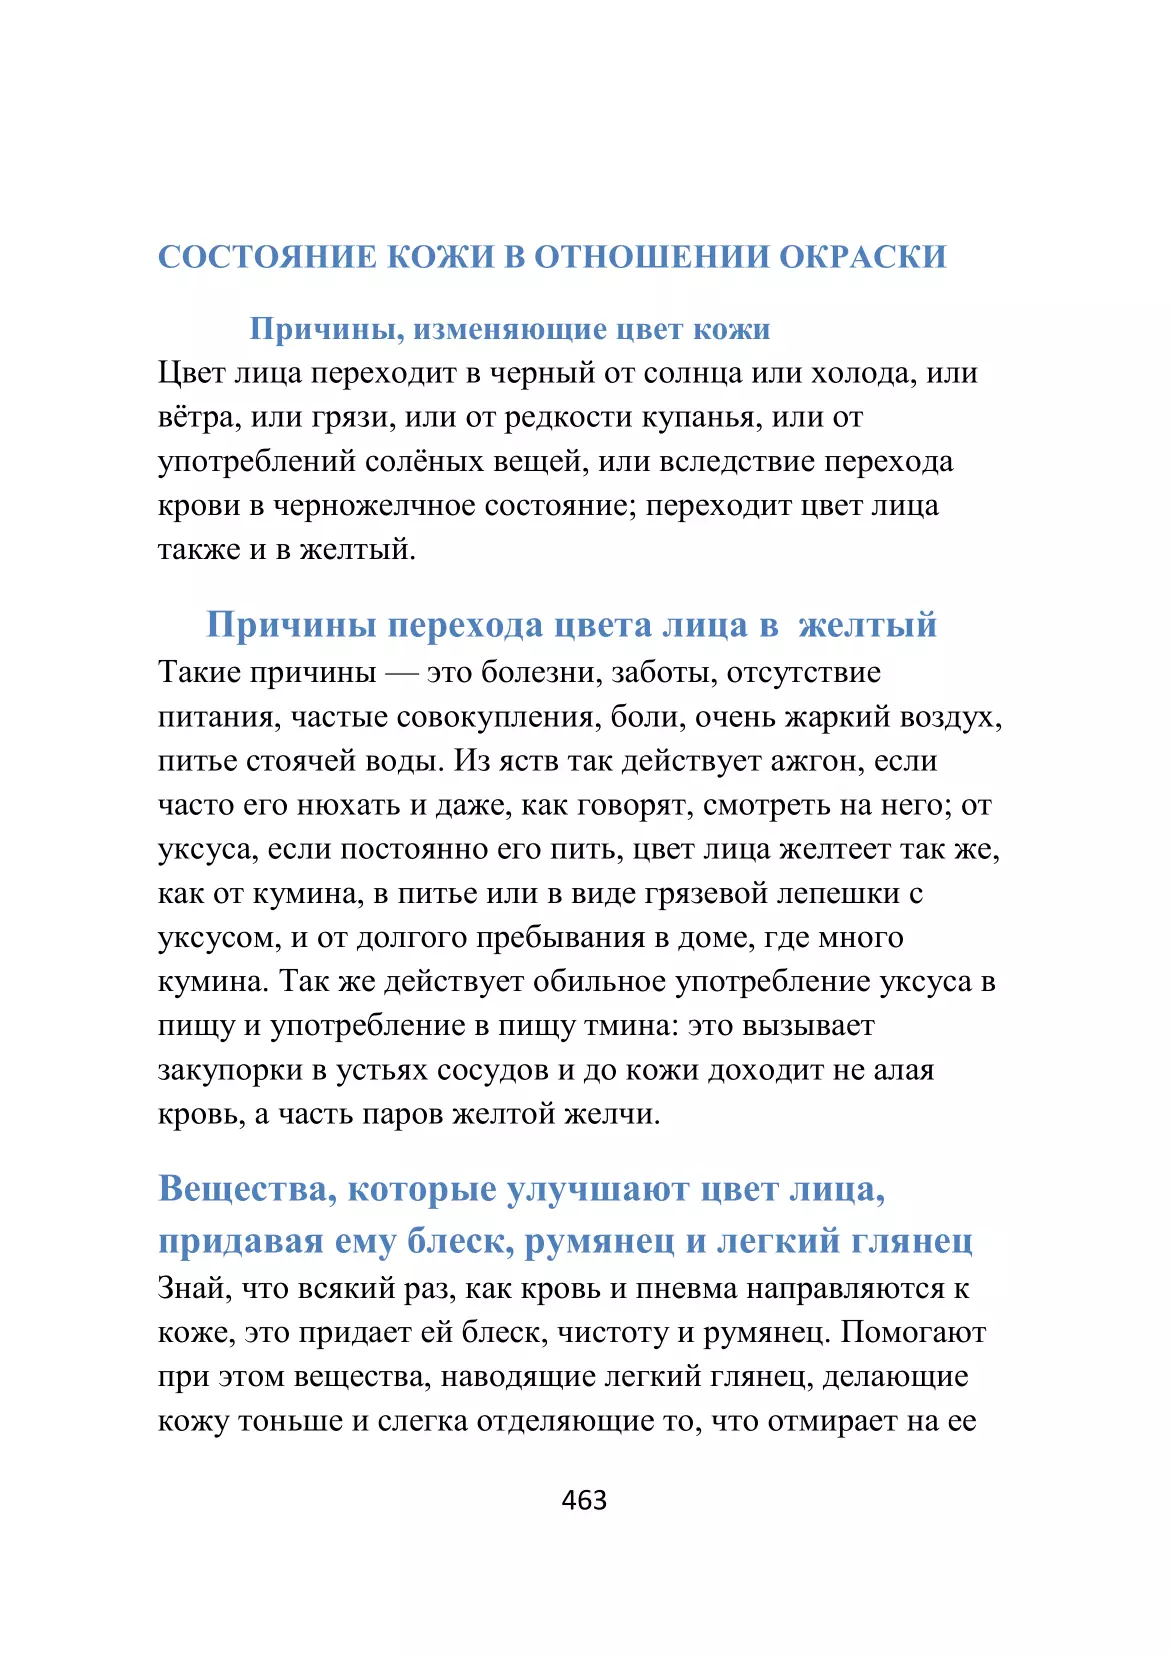 СОСТОЯНИЕ КОЖИ В ОТНОШЕНИИ ОКРАСКИ
Причины, изменяющие цвет кожи
Цвет лица переходит в черный от солнца или холода, или
вётра, или грязи, или от редкости купанья, или от
употреблений солёных вещей, или вследствие перехода
крови в черножелчное состояние; переходит цвет лица
также и в желтый.
Причины перехода цвета лица в желтый
Такие причины — это болезни, заботы, отсутствие
питания, частые совокупления, боли, очень жаркий воздух,
питье стоячей воды. Из яств так действует ажгон, если
часто его нюхать и даже, как говорят, смотреть на него; от
уксуса, если постоянно его пить, цвет лица желтеет так же,
как от кумина, в питье или в виде грязевой лепешки с
уксусом, и от долгого пребывания в доме, где много
кумина. Так же действует обильное употребление уксуса в
пищу и употребление в пищу тмина: это вызывает
закупорки в устьях сосудов и до кожи доходит не алая
кровь, а часть паров желтой желчи.
Вещества, которые улучшают цвет лица,
придавая ему блеск, румянец и легкий глянец
Знай, что всякий раз, как кровь и пневма направляются к
коже, это придает ей блеск, чистоту и румянец. Помогают
при этом вещества, наводящие легкий глянец, делающие
кожу тоньше и слегка отделяющие то, что отмирает на ее
463